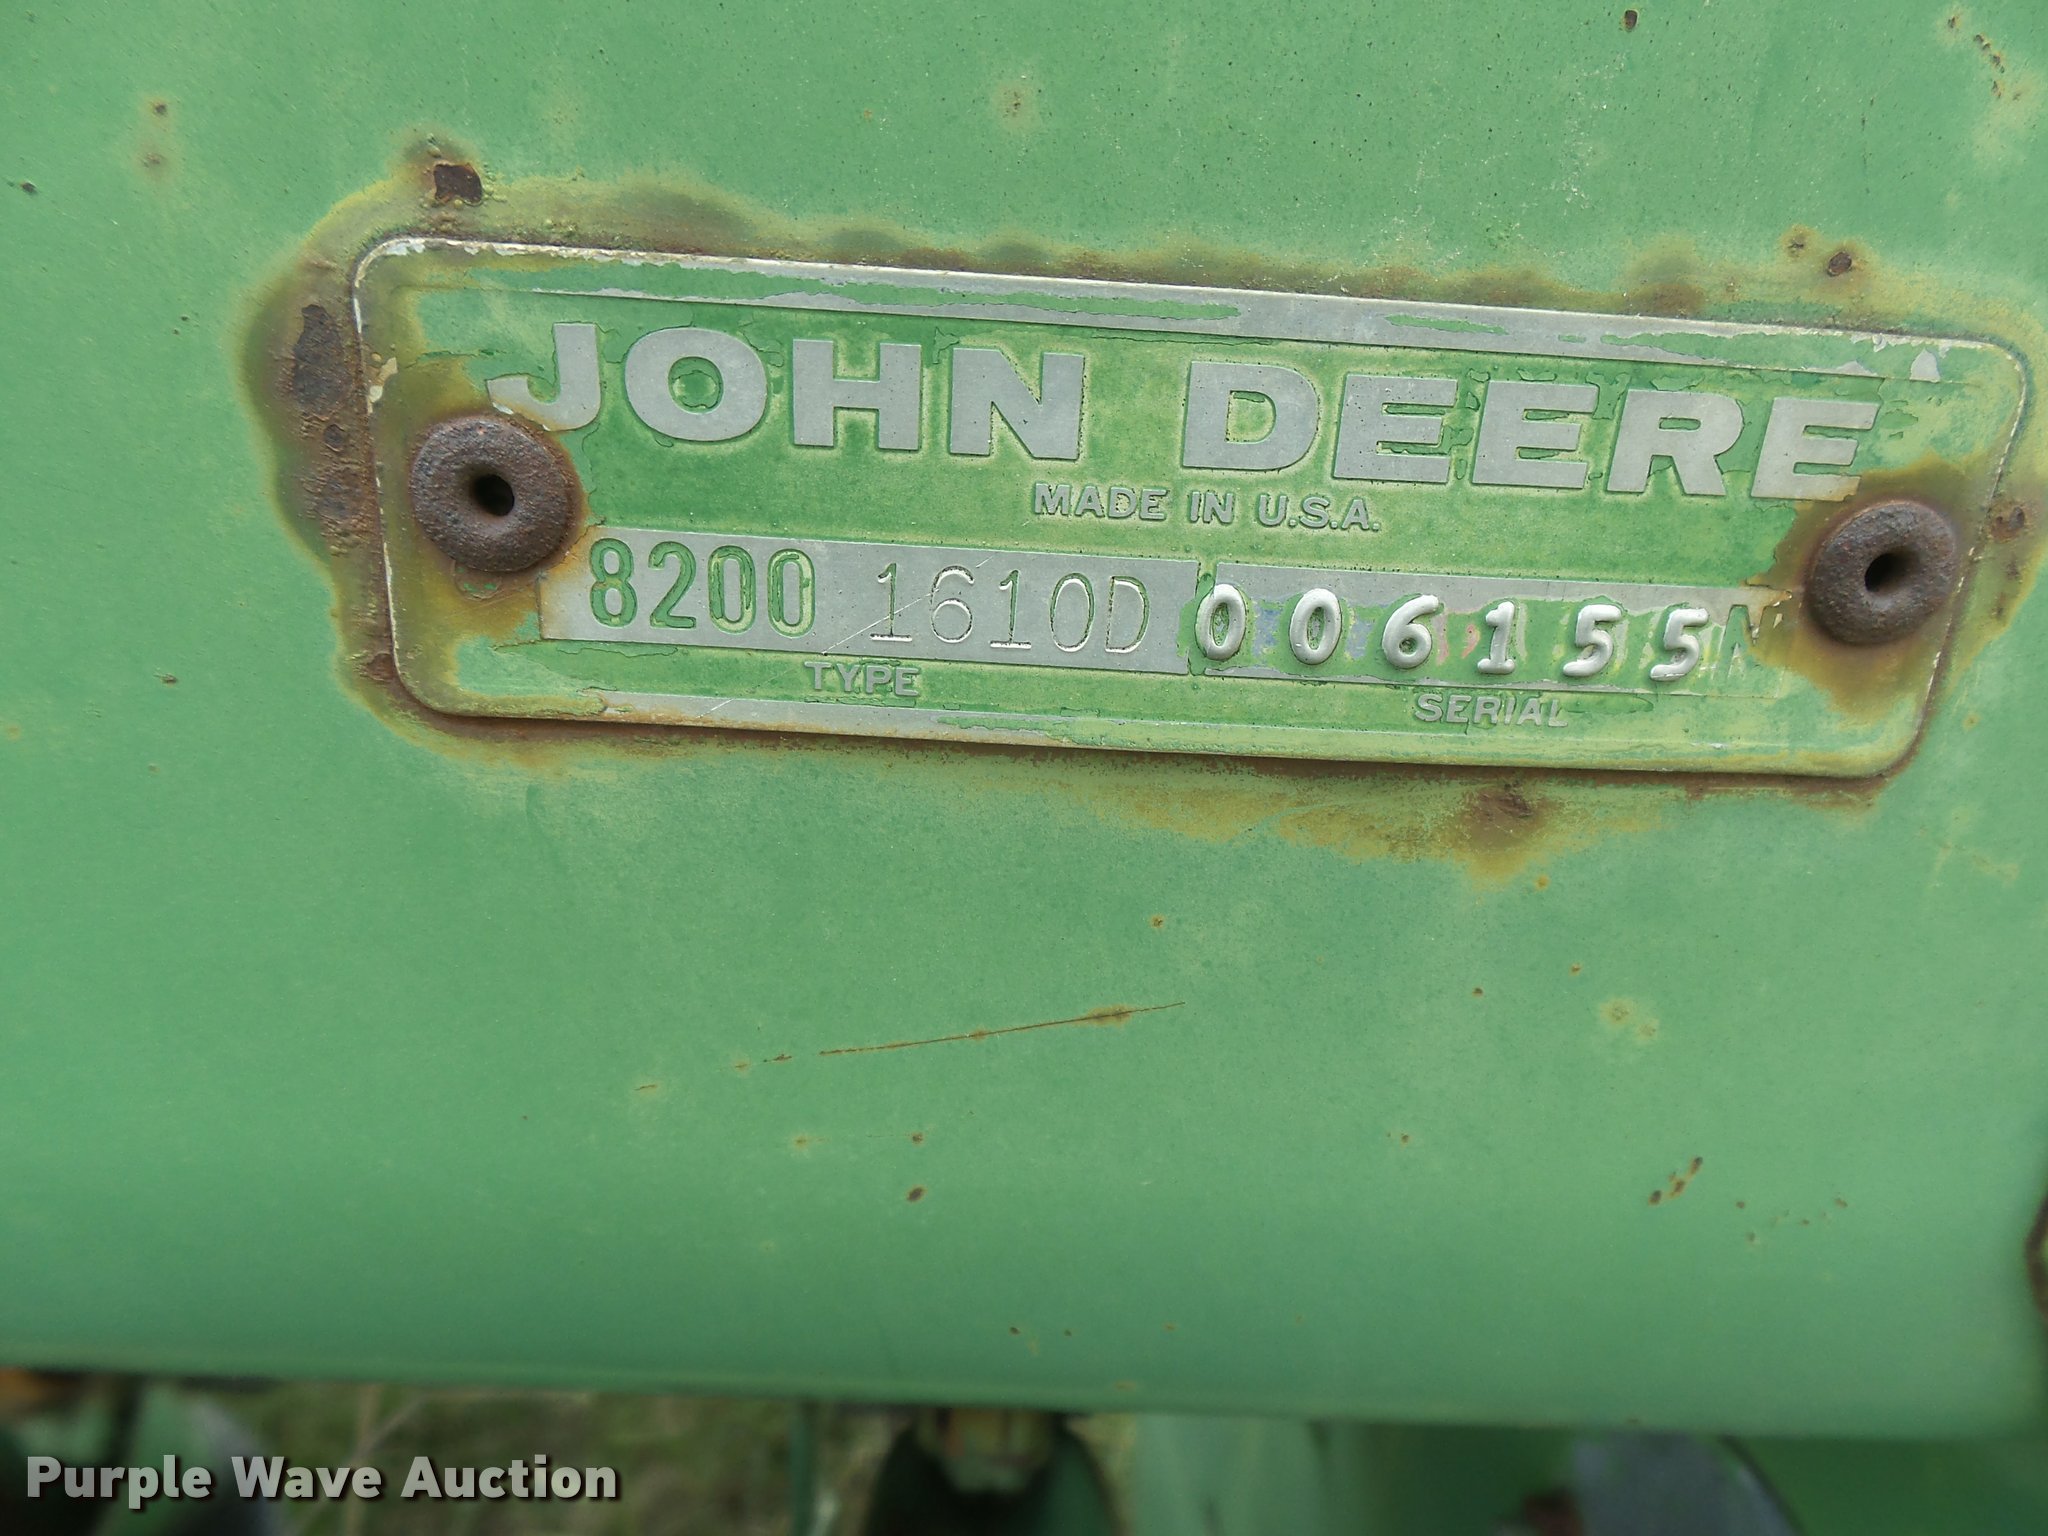 JOHN DEERE
MADE IN U.S.A.
8200 1610D 006155
TYPE SERIAL
Purple Wave Auction